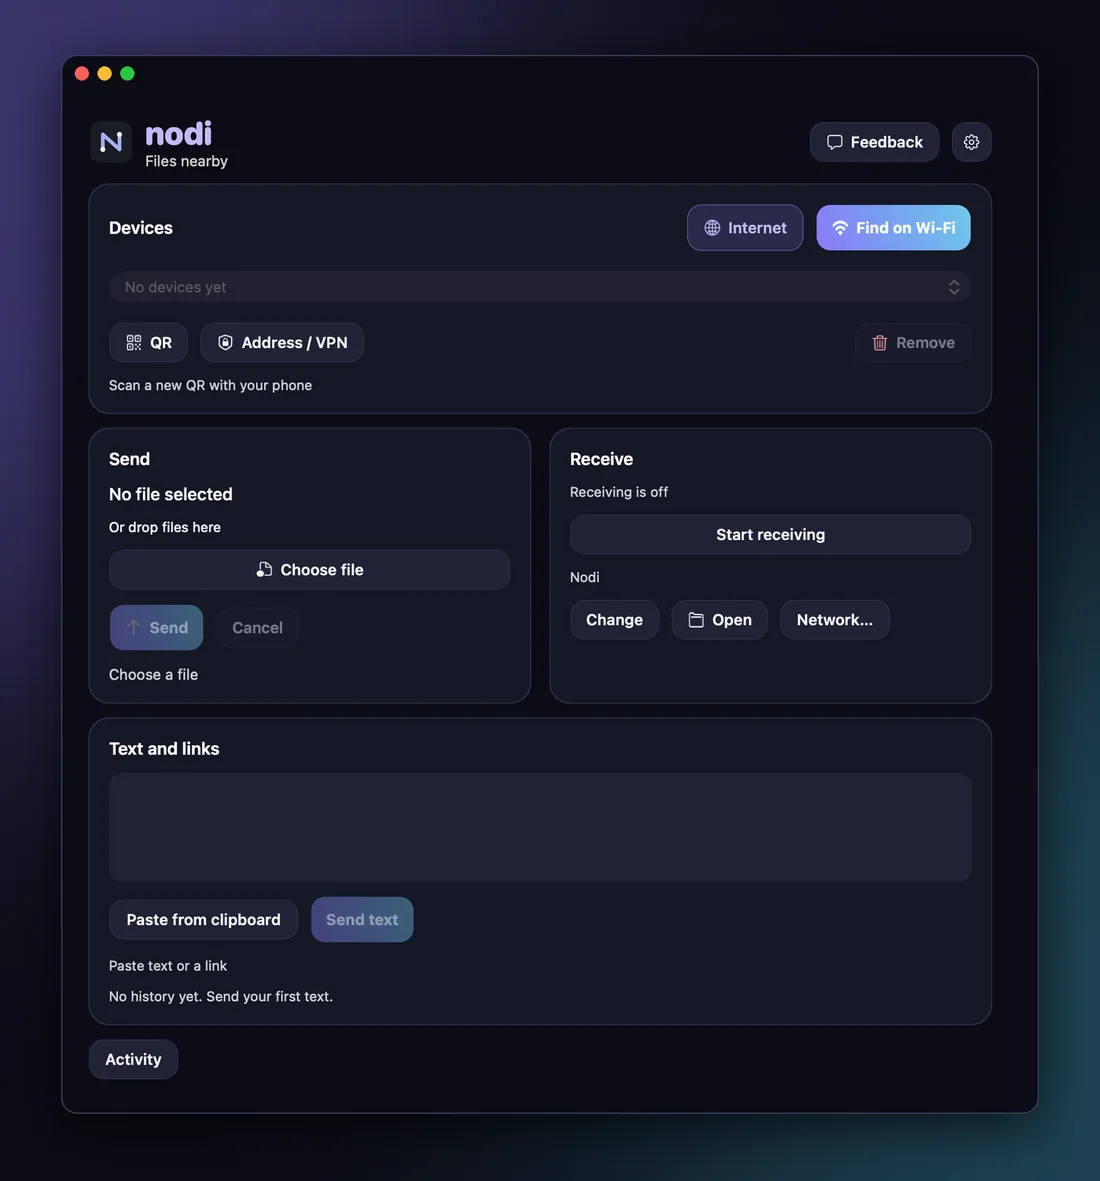 nodi
Files nearby
Feedback
Devices
Internet
Find on Wi-Fi
No devices yet
QR
Address / VPN
Remove
Scan a new QR with your phone
Send
No file selected
Or drop files here
Choose file
Send
Cancel
Choose a file
Receive
Receiving is off
Start receiving
Nodi
Change
Open
Network...
Text and links
Paste from clipboard
Send text
Paste text or a link
No history yet. Send your first text.
Activity